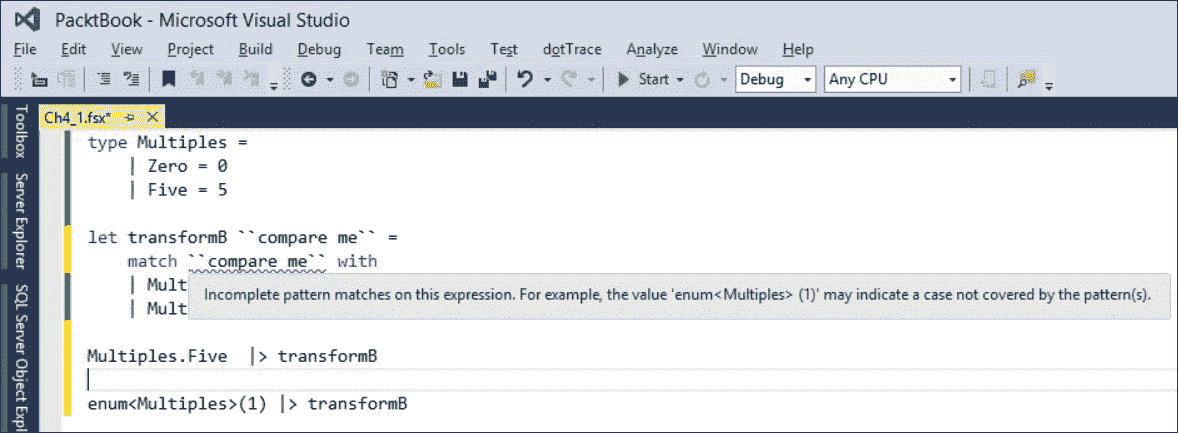 PacktBook - Microsoft Visual Studio
File Edit View Project Build Debug Team Tools Test dotTrace Analyze Window Help
Start Debug Any CPU
Toolbox
Server Explorer
SQL Server Object Expl
Ch4_1.fsx*
type Multiples =
| Zero = 0
| Five = 5
let transformB ``compare me`` =
match ``compare me`` with
| Mult
| Mult
Incomplete pattern matches on this expression. For example, the value 'enum<Multiples> (1)' may indicate a case not covered by the pattern(s).
Multiples.Five |> transformB
enum<Multiples>(1) |> transformB